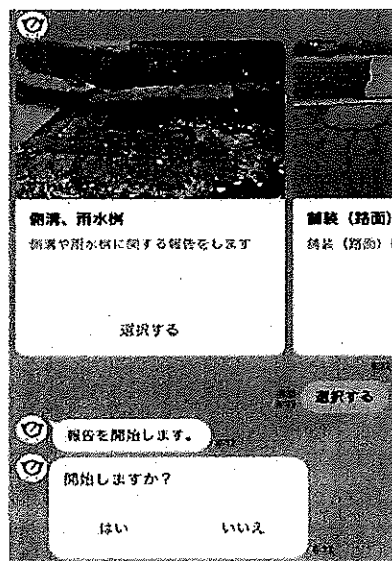 側溝、雨水桝
側溝や雨水桝に関する報告をします
選択する
舗装（路面）
舗装（路面）
選択する
報告を開始します。
開始しますか？
はい
いいえ